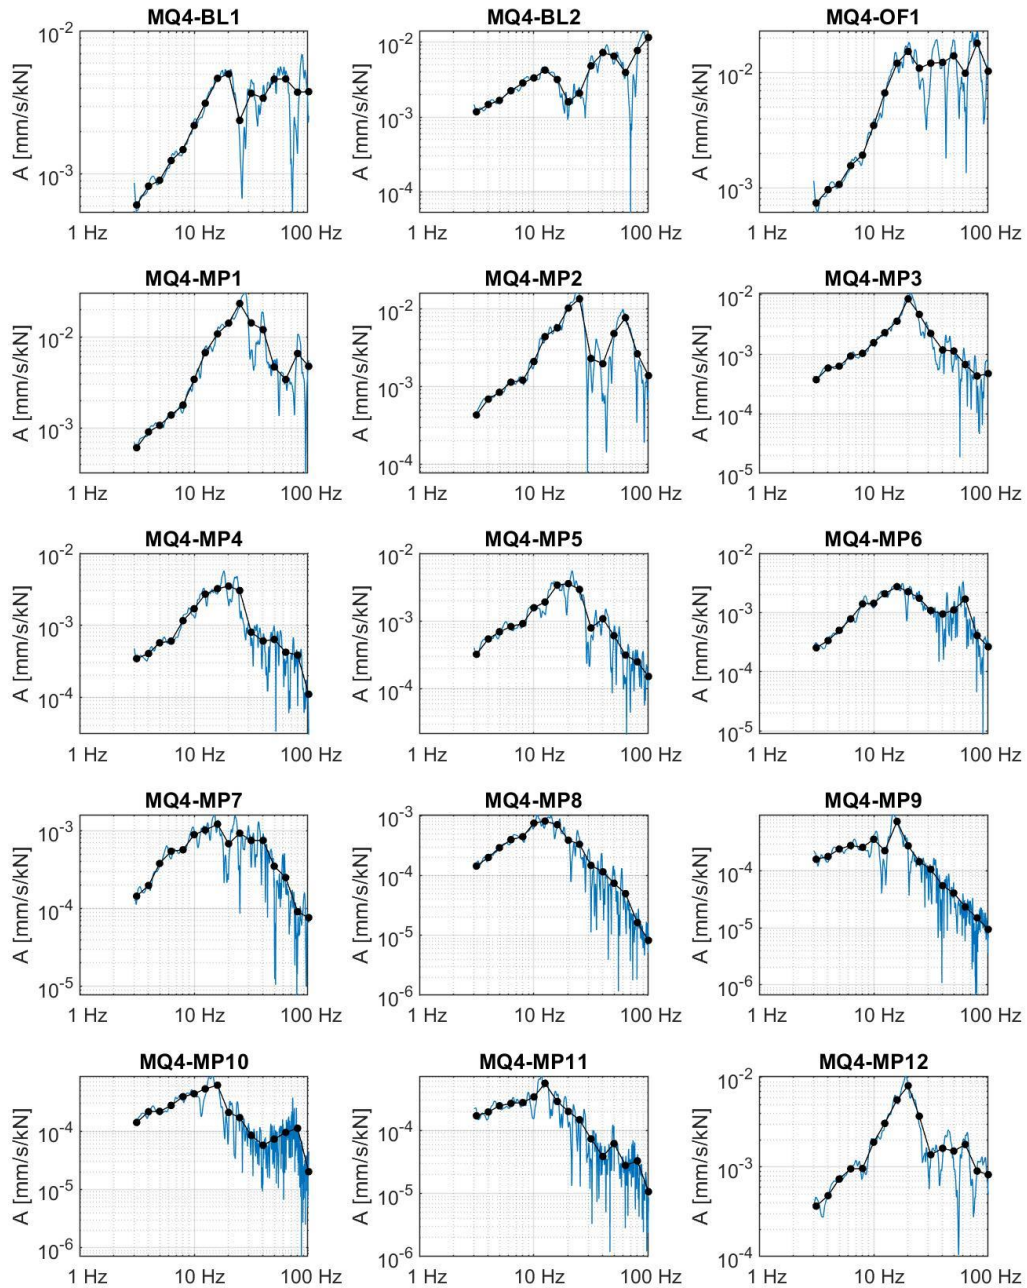 MQ4-BL1 MQ4-BL2 MQ4-OF1
A [mm/s/kN] 10-2 10-3 A [mm/s/kN] 10-2 10-3 10-4 A [mm/s/kN] 10-2 10-3
1 Hz 10 Hz 100 Hz 1 Hz 10 Hz 100 Hz 1 Hz 10 Hz 100 Hz
MQ4-MP1 MQ4-MP2 MQ4-MP3
A [mm/s/kN] 10-2 10-3 A [mm/s/kN] 10-2 10-3 10-4 A [mm/s/kN] 10-2 10-3 10-4 10-5
1 Hz 10 Hz 100 Hz 1 Hz 10 Hz 100 Hz 1 Hz 10 Hz 100 Hz
MQ4-MP4 MQ4-MP5 MQ4-MP6
A [mm/s/kN] 10-2 10-3 10-4 A [mm/s/kN] 10-2 10-3 10-4 A [mm/s/kN] 10-2 10-3 10-4 10-5
1 Hz 10 Hz 100 Hz 1 Hz 10 Hz 100 Hz 1 Hz 10 Hz 100 Hz
MQ4-MP7 MQ4-MP8 MQ4-MP9
A [mm/s/kN] 10-3 10-4 10-5 A [mm/s/kN] 10-3 10-4 10-5 10-6 A [mm/s/kN] 10-4 10-5 10-6
1 Hz 10 Hz 100 Hz 1 Hz 10 Hz 100 Hz 1 Hz 10 Hz 100 Hz
MQ4-MP10 MQ4-MP11 MQ4-MP12
A [mm/s/kN] 10-4 10-5 10-6 A [mm/s/kN] 10-4 10-5 10-6 A [mm/s/kN] 10-2 10-3 10-4
1 Hz 10 Hz 100 Hz 1 Hz 10 Hz 100 Hz 1 Hz 10 Hz 100 Hz